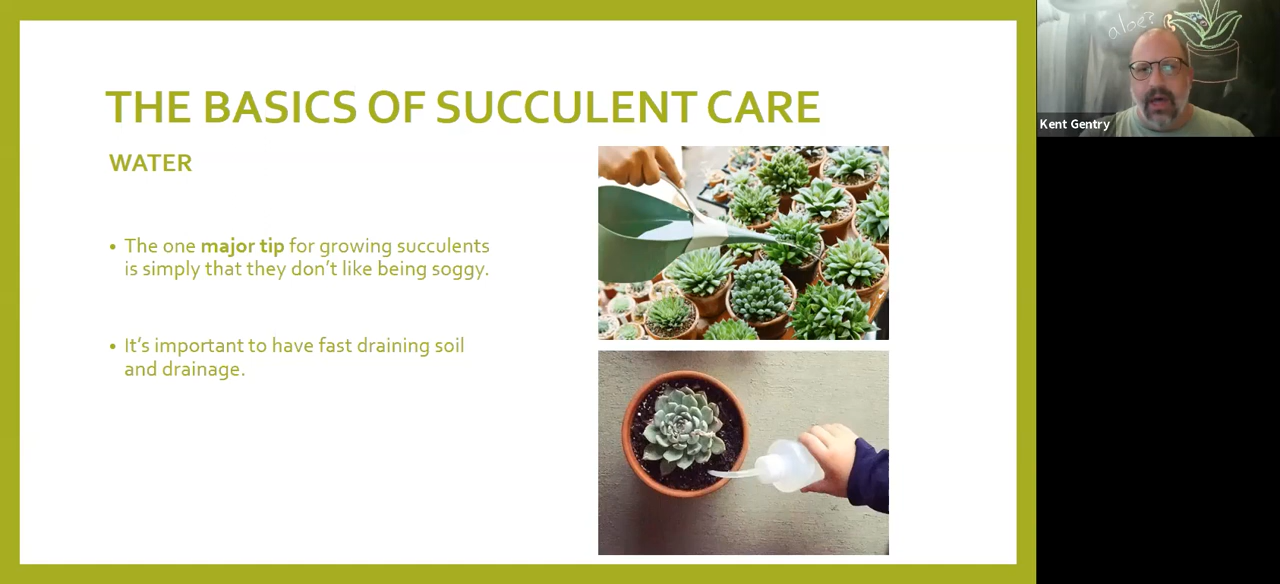 THE BASICS OF SUCCULENT CARE
WATER
• The one major tip for growing succulents
is simply that they don’t like being soggy.
• It’s important to have fast draining soil
and drainage.
aloe?
Kent Gentry